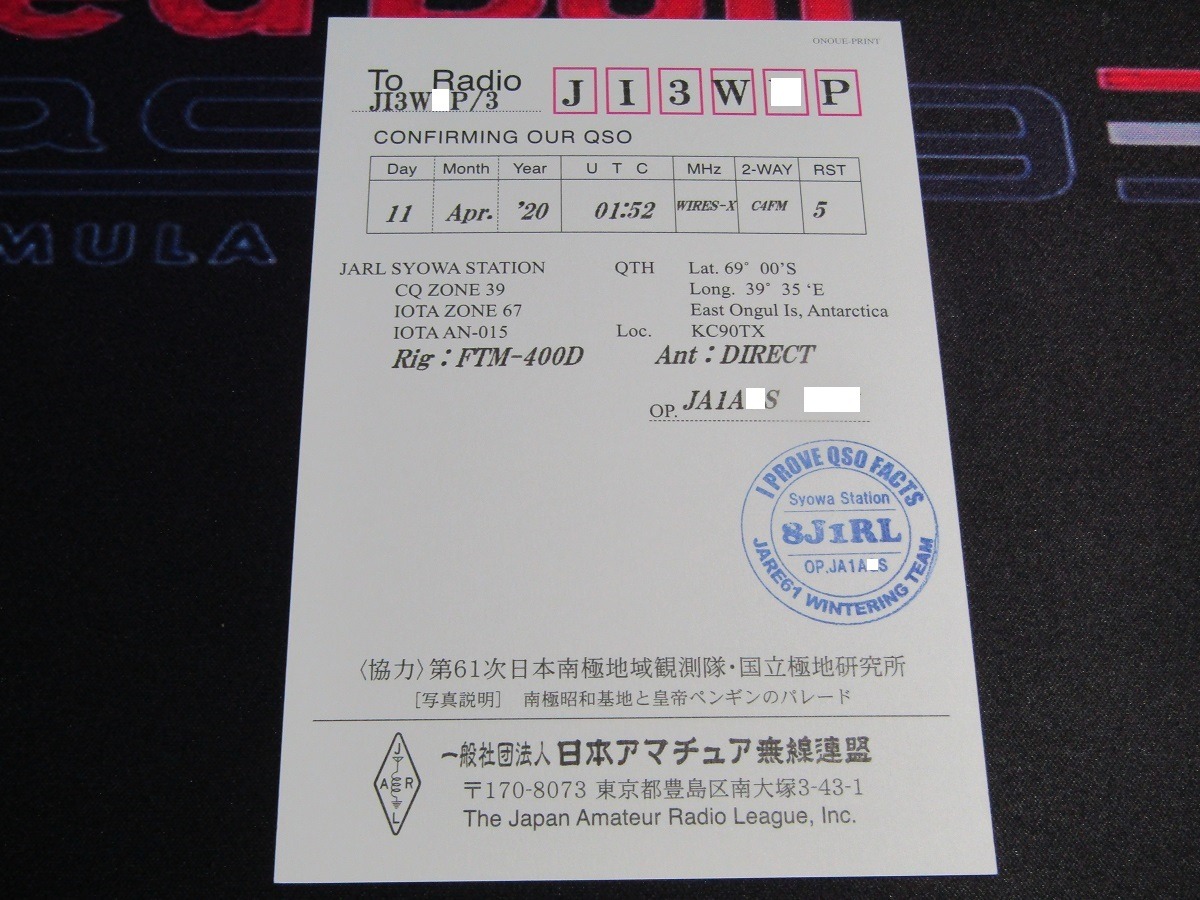 ed Bull
MULA
ONOUE-PRINT
To Radio
JI3W P/3
J I 3 W P
CONFIRMING OUR QSO
Day Month Year U T C MHz 2-WAY RST
11 Apr. '20 01:52 WIRES-X C4FM 5
JARL SYOWA STATION QTH Lat. 69° 00'S
CQ ZONE 39 Long. 39° 35 'E
IOTA ZONE 67 East Ongul Is, Antarctica
IOTA AN-015 Loc. KC90TX
Rig : FTM-400D Ant : DIRECT
OP. JA1A S
I PROVE QSO FACTS
Syowa Station
8J1RL
OP.JA1A S
JARE61 WINTERING TEAM
〈協力〉第61次日本南極地域観測隊・国立極地研究所
[写真説明] 南極昭和基地と皇帝ペンギンのパレード
J A R L
一般社団法人 日本アマチュア無線連盟
〒170-8073 東京都豊島区南大塚3-43-1
The Japan Amateur Radio League, Inc.